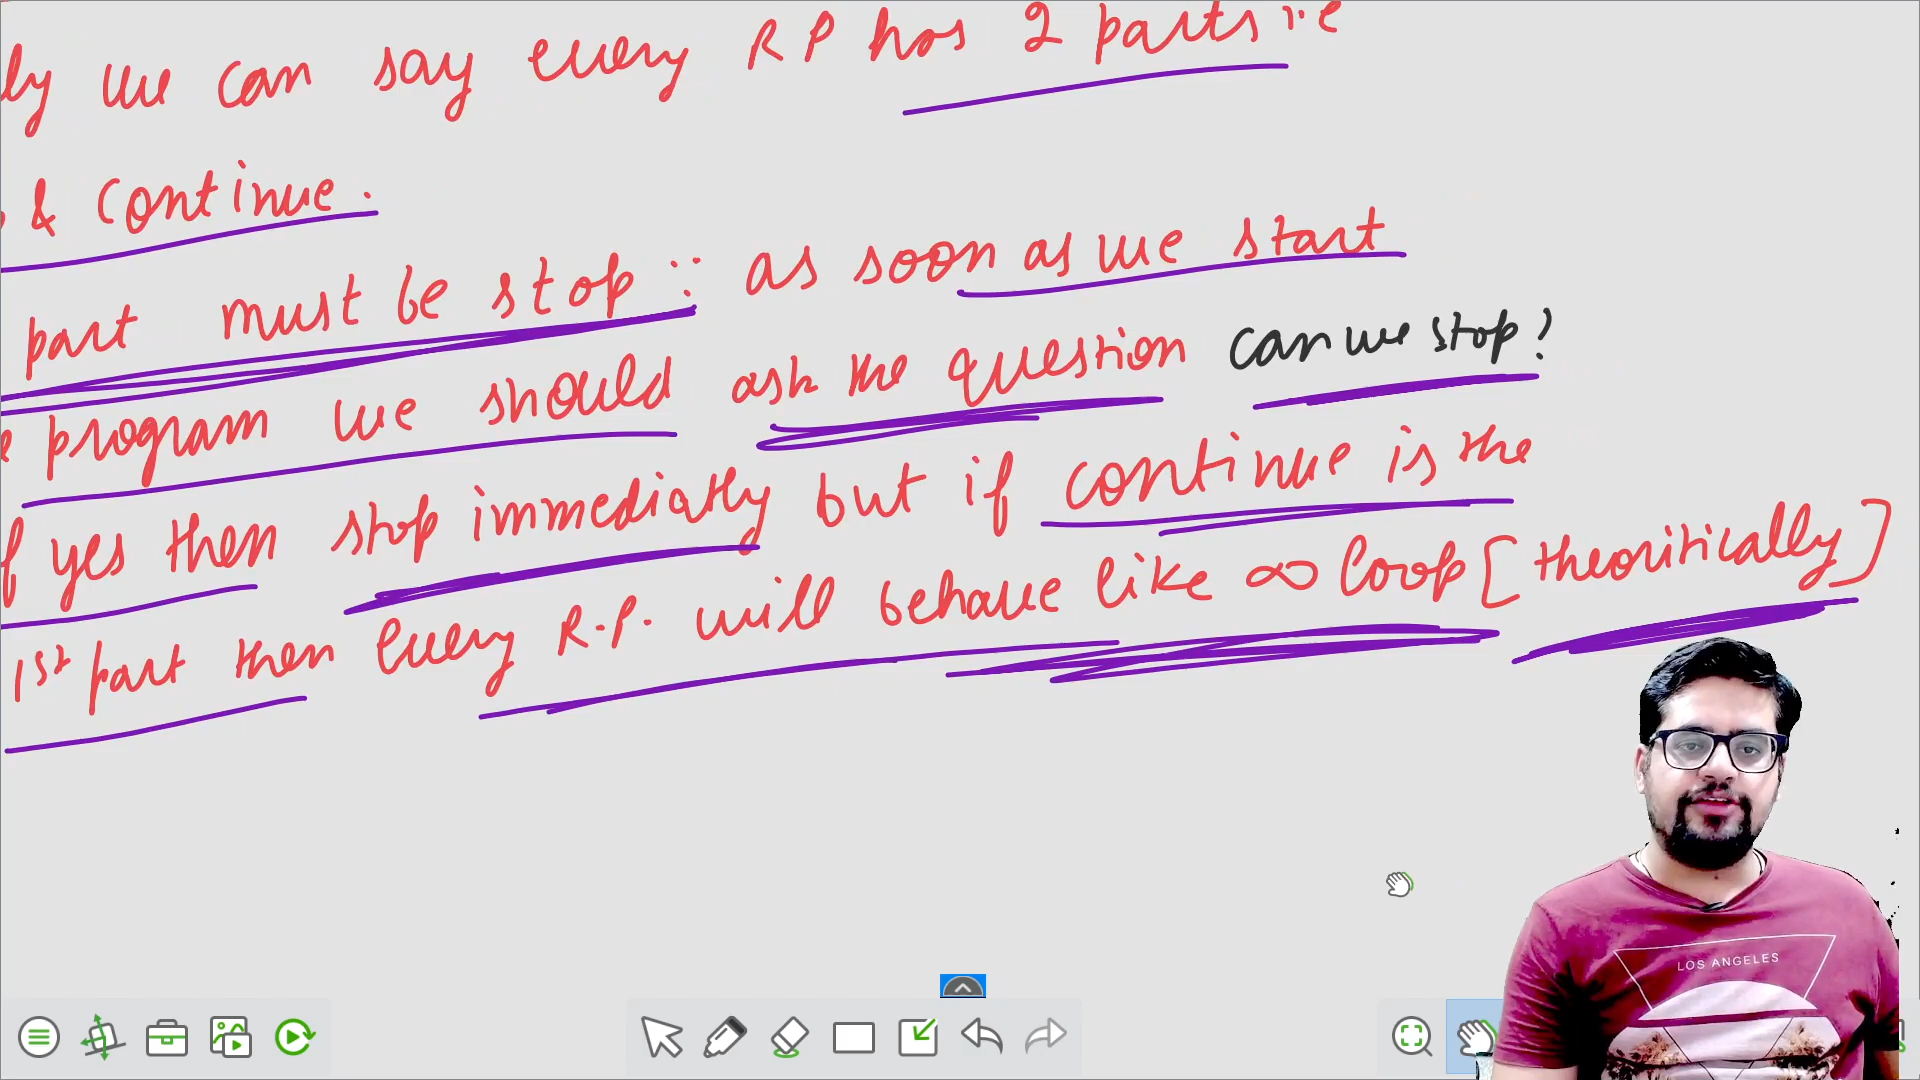 ly we can say every RP has 2 parts i.e
& Continue.
part must be stop :: as soon as we start
program we should ask the question can we stop?
f yes then stop immediatly but if continue is the
1st part then Every R.P. will behave like ∞ loop [theoritically]
LOS ANGELES